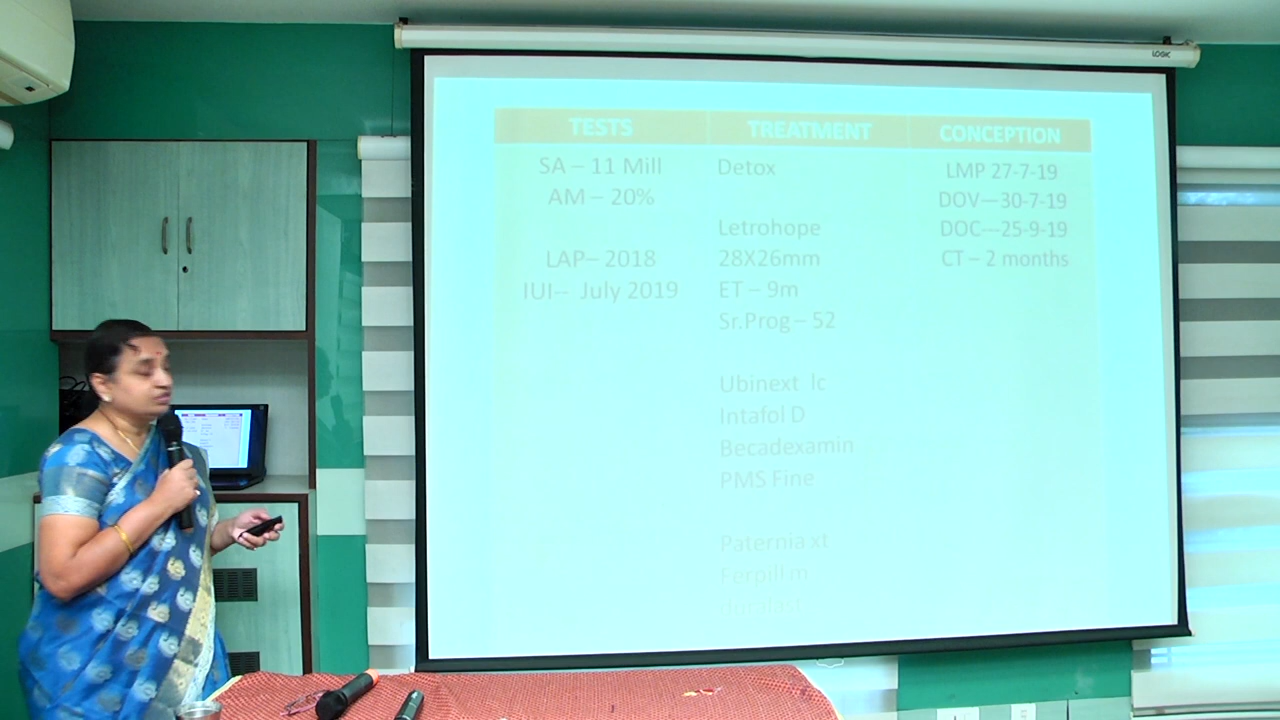 LOGIC
TESTS TREATMENT CONCEPTION
SA – 11 Mill Detox LMP 27-7-19
AM – 20% DOV—30-7-19
Letrohope DOC---25-9-19
LAP– 2018 28X26mm CT – 2 months
IUI-- July 2019 ET – 9m
Sr.Prog – 52
Ubinext lc
Intafol D
Becadexamin
PMS Fine
Paternia xt
Ferpill m